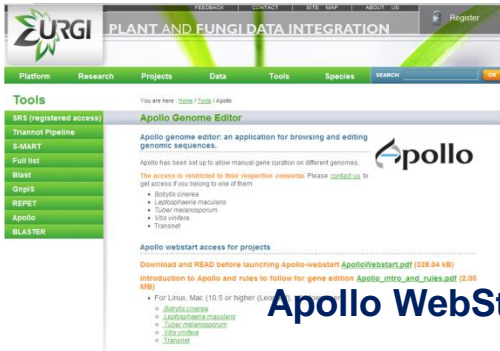 FEEDBACK | CONTACT | SITE MAP | ABOUT US
Register
URGI PLANT AND FUNGI DATA INTEGRATION
Platform Research Projects Data Tools Species SEARCH OK
Tools
You are here : Home / Tools / Apollo
SRS (registered access)
Triannot Pipeline
S-MART
Full list
Blast
GnpIS
REPET
Apollo
BLASTER
Apollo Genome Editor
Apollo genome editor: an application for browsing and editing
genomic sequences.
Apollo
Apollo has been set up to allow manual gene curation on different genomes.
The access is restricted to their respective consortia. Please contact us to
get access if you belong to one of them
Botrytis cinerea
Leptosphaeria maculans
Tuber melanosporum
Vitis vinifera
Transnet
Apollo webstart access for projects
Download and READ before launching Apollo-webstart ApolloWebstart.pdf (328.04 kB)
Introduction to Apollo and rules to follow for gene edition Apollo_intro_and_rules.pdf (2.00
MB)
For Linux, Mac (10.5 or higher (Leo
Apollo WebSt
Botrytis cinerea
Leptosphaeria maculans
Tuber melanosporum
Vitis vinifera
Transnet